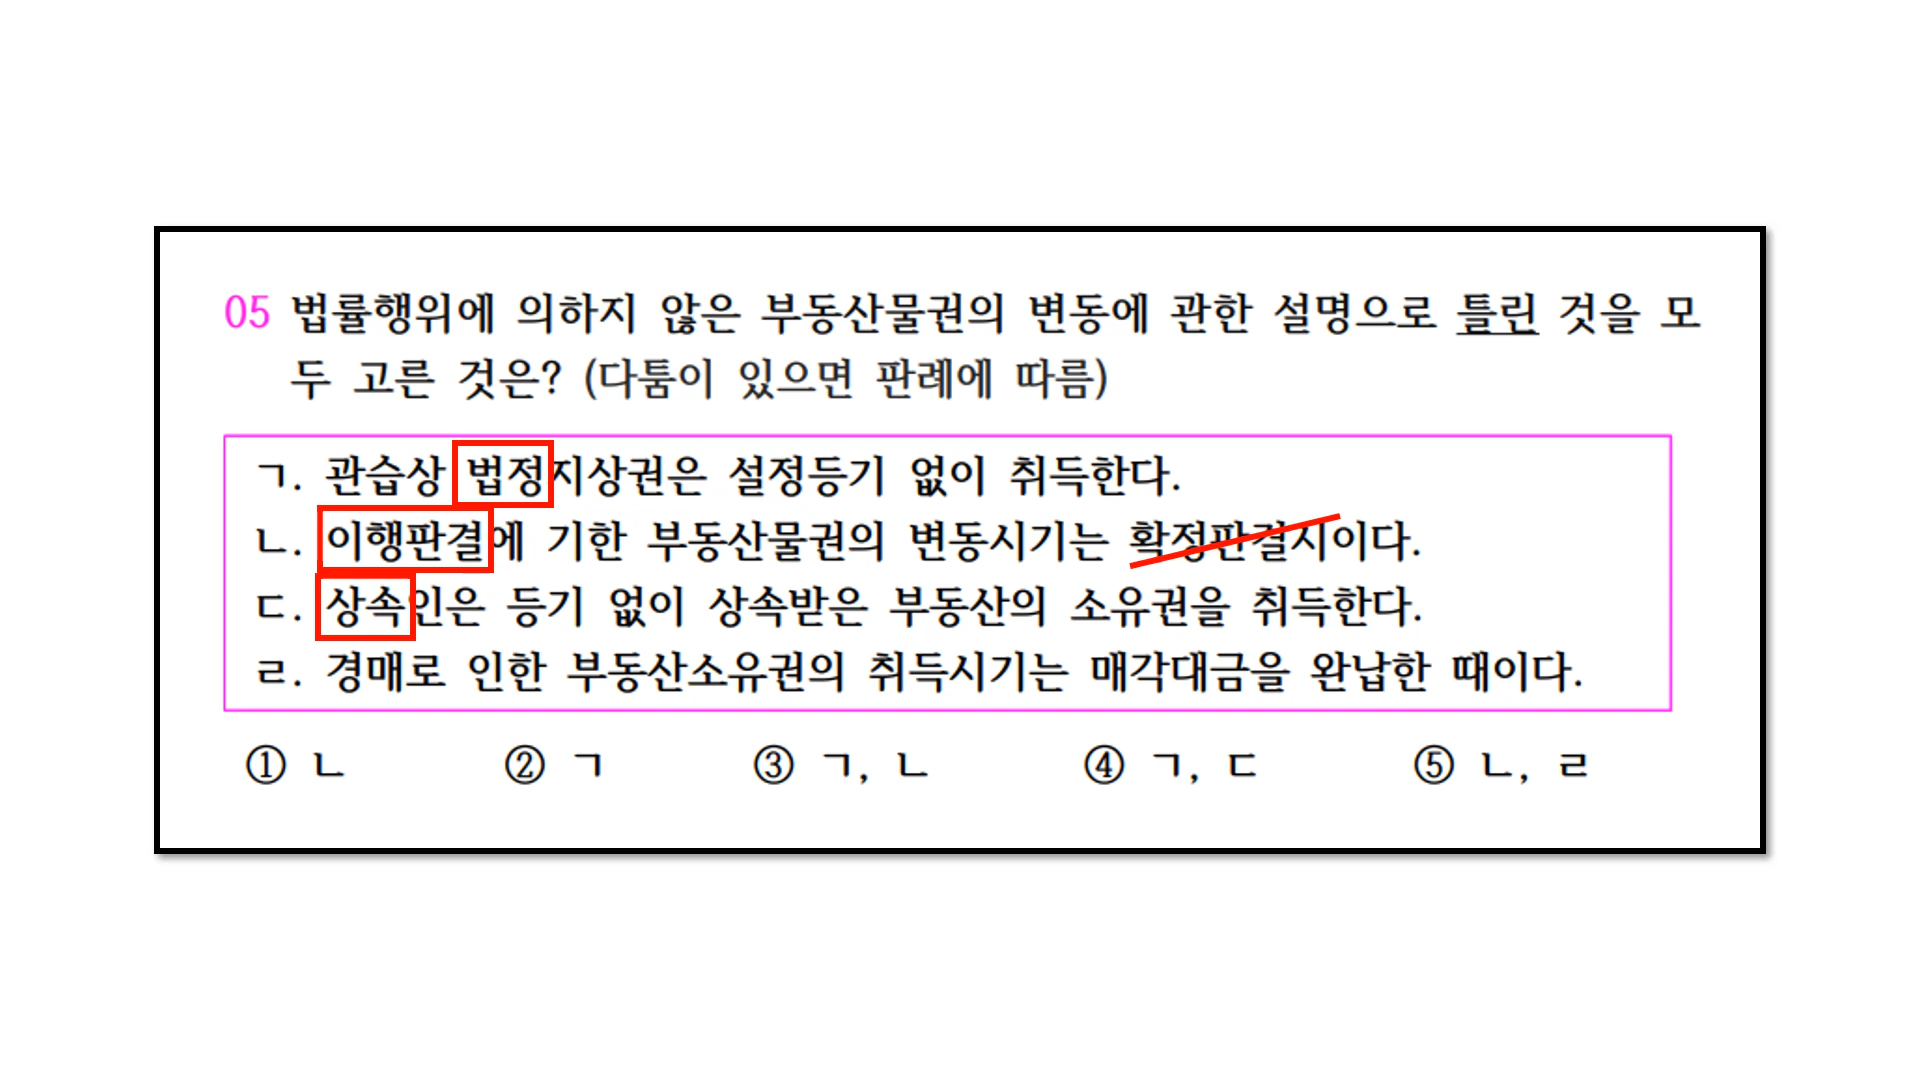 05 법률행위에 의하지 않은 부동산물권의 변동에 관한 설명으로 틀린 것을 모
두 고른 것은? (다툼이 있으면 판례에 따름)
ㄱ. 관습상 법정지상권은 설정등기 없이 취득한다.
ㄴ. 이행판결에 기한 부동산물권의 변동시기는 확정판결시이다.
ㄷ. 상속인은 등기 없이 상속받은 부동산의 소유권을 취득한다.
ㄹ. 경매로 인한 부동산소유권의 취득시기는 매각대금을 완납한 때이다.
① ㄴ ② ㄱ ③ ㄱ, ㄴ ④ ㄱ, ㄷ ⑤ ㄴ, ㄹ